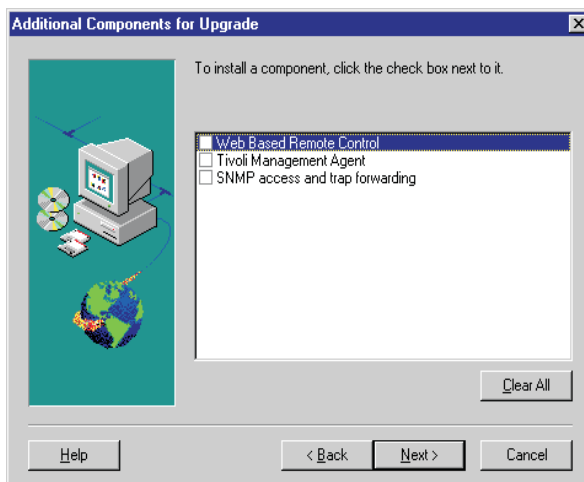 Additional Components for Upgrade
To install a component, click the check box next to it.
Web Based Remote Control
Tivoli Management Agent
SNMP access and trap forwarding
Clear All
Help
< Back
Next >
Cancel